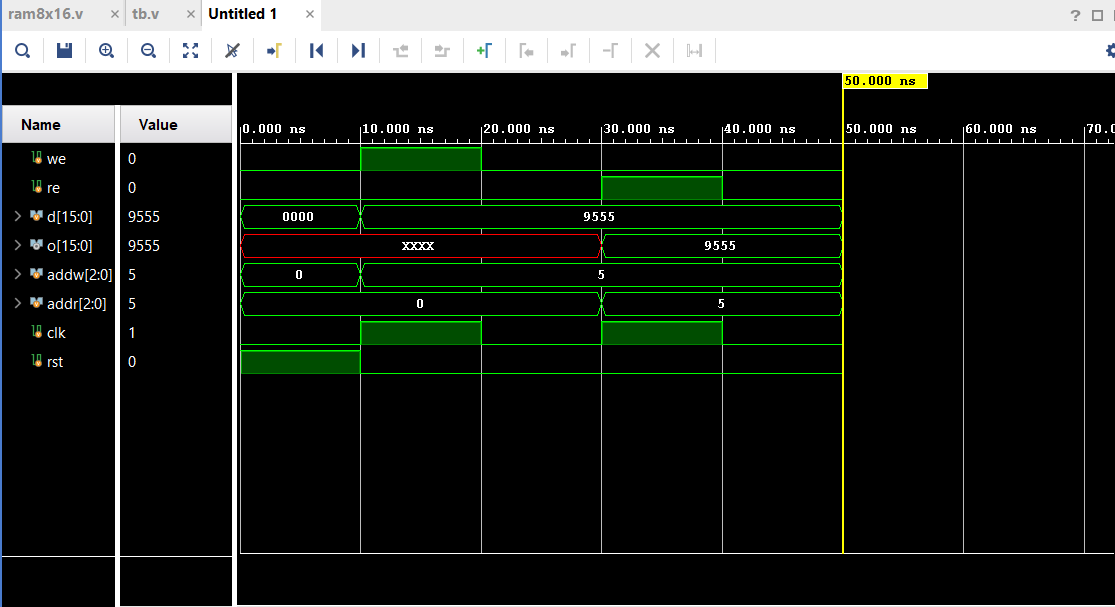 ram8x16.v × tb.v × Untitled 1 ×
?
50.000 ns
Name Value
0.000 ns 10.000 ns 20.000 ns 30.000 ns 40.000 ns 50.000 ns 60.000 ns 70.0
we 0
re 0
d[15:0] 9555 0000 9555
o[15:0] 9555 XXXX 9555
addw[2:0] 5 0 5
addr[2:0] 5 0 5
clk 1
rst 0